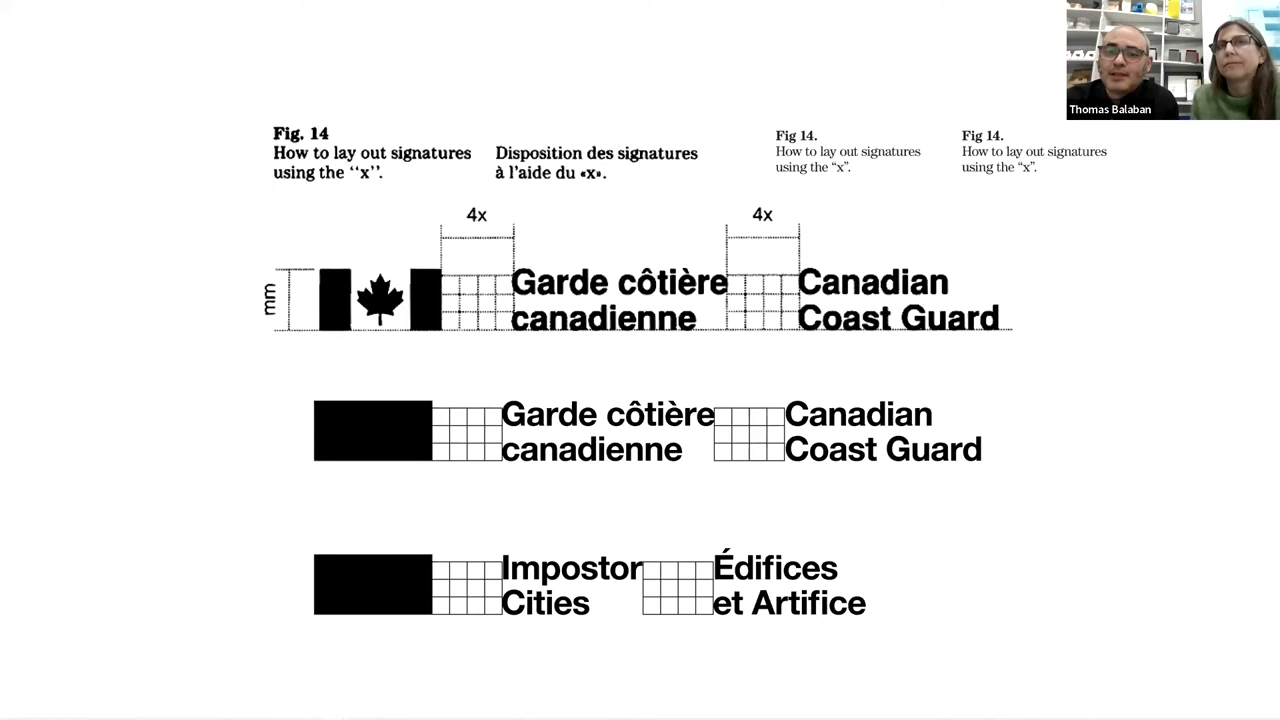 Thomas Balaban
Fig. 14
How to lay out signatures
using the ‘‘x’’.
Disposition des signatures
à l’aide du «x».
Fig 14.
How to lay out signatures
using the “x”.
Fig 14.
How to lay out signatures
using the “x”.
4x
4x
mm
Garde côtière
canadienne
Canadian
Coast Guard
Garde côtière
canadienne
Canadian
Coast Guard
Impostor
Cities
Édifices
et Artifice